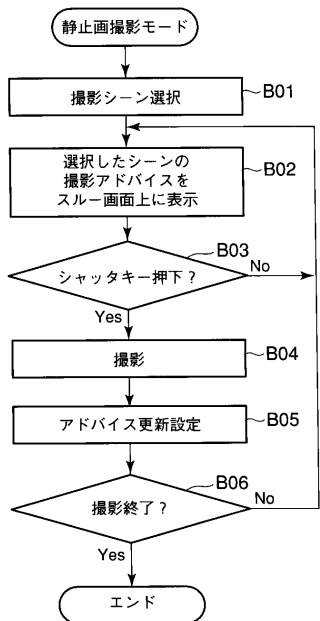 静止画撮影モード
撮影シーン選択
B01
選択したシーンの
撮影アドバイスを
スルー画面上に表示
B02
シャッタキー押下？
B03
No
Yes
撮影
B04
アドバイス更新設定
B05
撮影終了？
B06
No
Yes
エンド